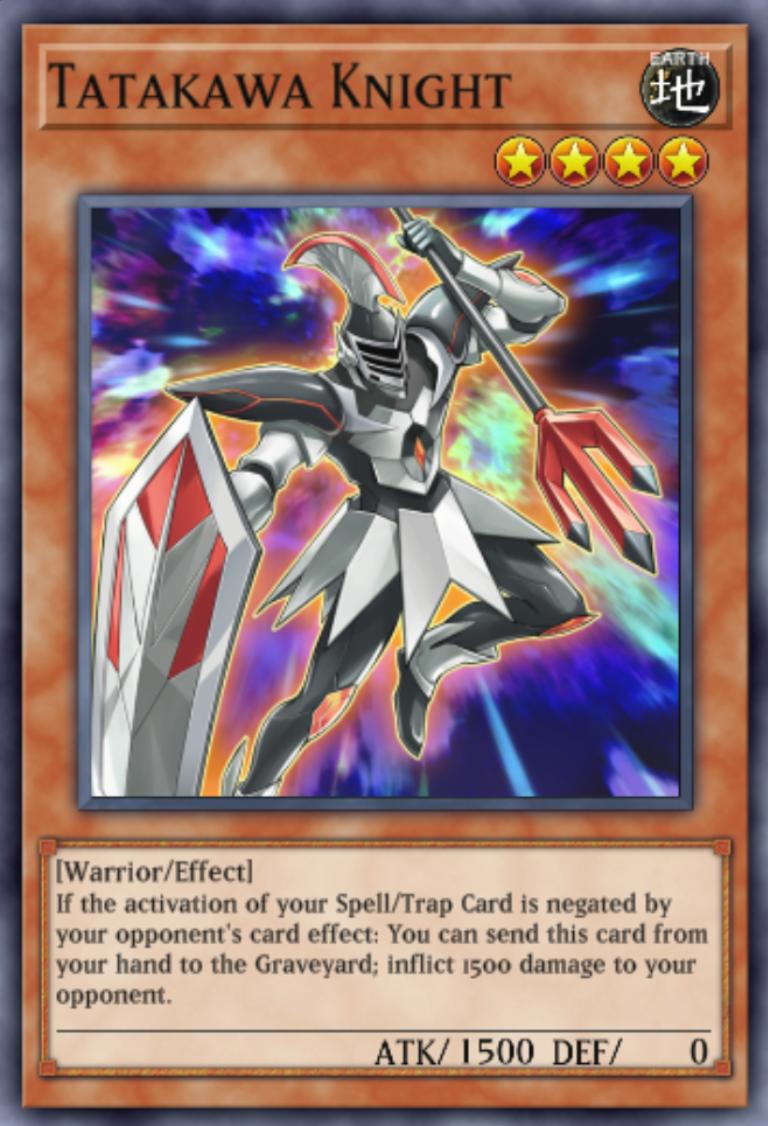 Tatakawa Knight
EARTH
地
[Warrior/Effect]
If the activation of your Spell/Trap Card is negated by
your opponent's card effect: You can send this card from
your hand to the Graveyard; inflict 1500 damage to your
opponent.
ATK/ 1500 DEF/ 0